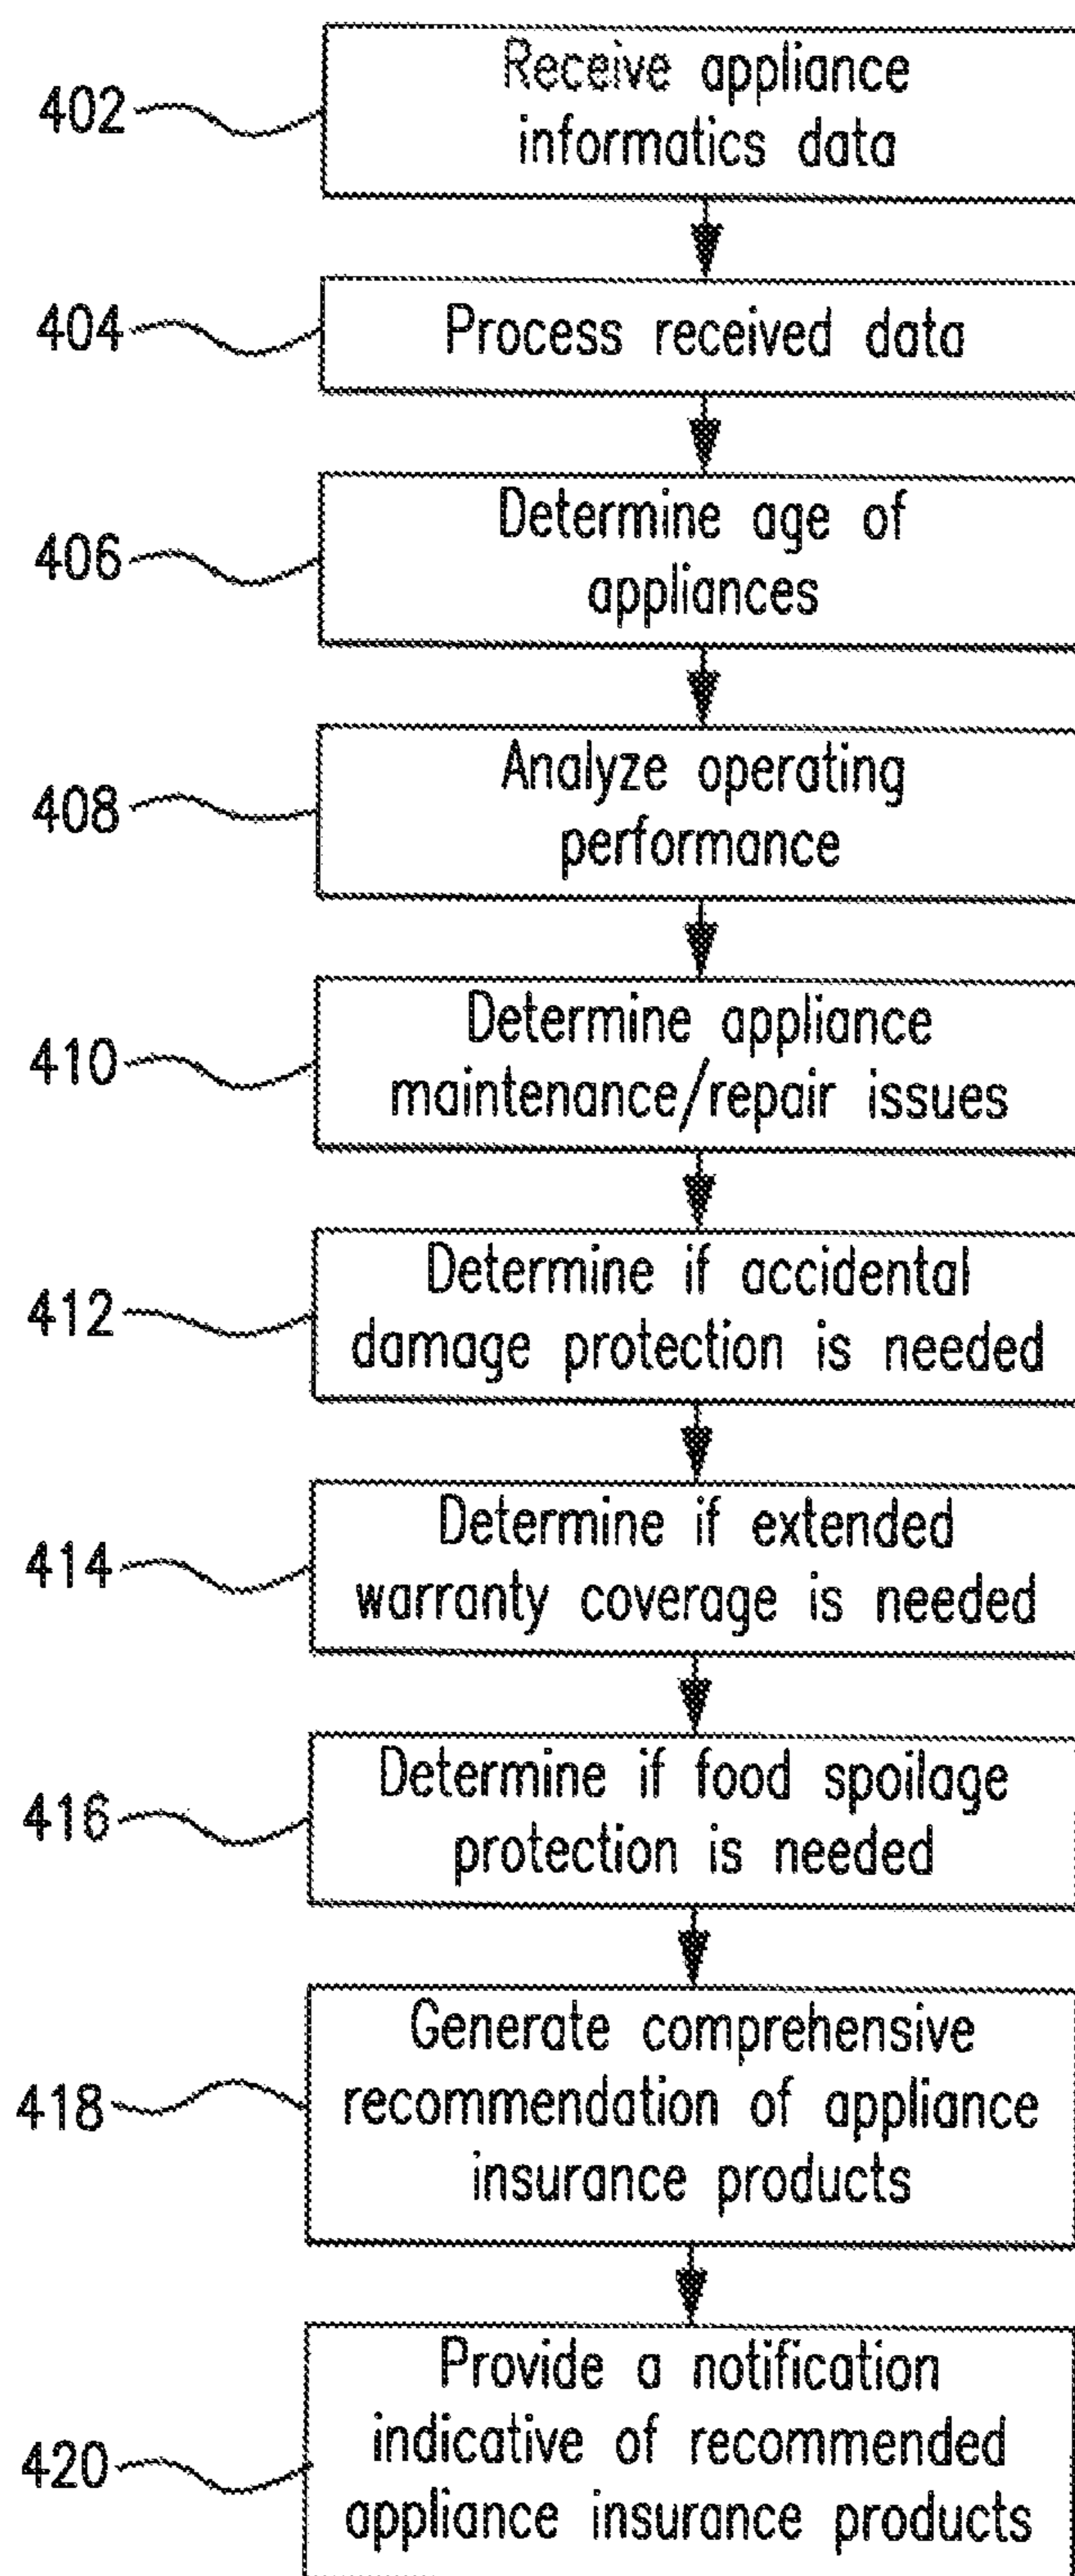 402
Receive appliance
informatics data
404
Process received data
406
Determine age of
appliances
408
Analyze operating
performance
410
Determine appliance
maintenance/repair issues
412
Determine if accidental
damage protection is needed
414
Determine if extended
warranty coverage is needed
416
Determine if food spoilage
protection is needed
418
Generate comprehensive
recommendation of appliance
insurance products
420
Provide a notification
indicative of recommended
appliance insurance products